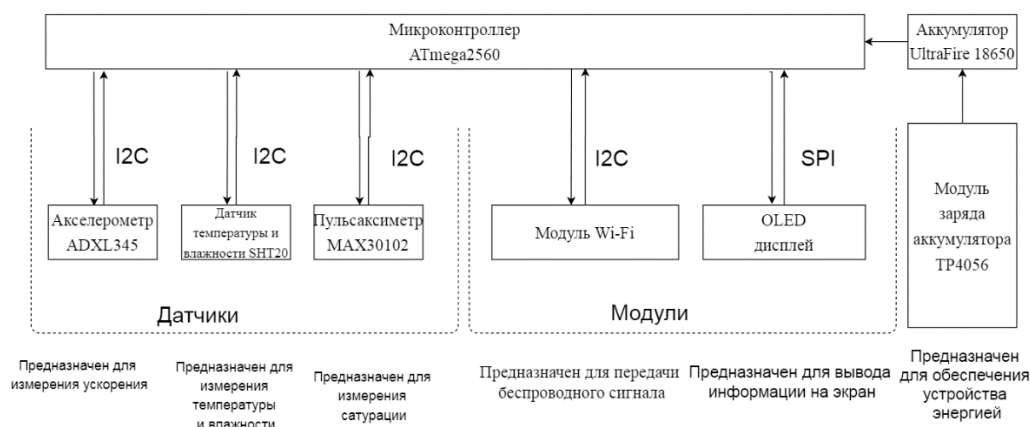 Микроконтроллер
ATmega2560
Аккумулятор
UltraFire 18650
I2C
I2C
I2C
I2C
SPI
Акселерометр
ADXL345
Датчик
температуры и
влажности SHT20
Пульсаксиметр
MAX30102
Модуль Wi-Fi
OLED
дисплей
Модуль
заряда
аккумулятора
TP4056
Датчики
Модули
Предназначен для
измерения ускорения
Предназначен для
измерения
температуры
и влажности
Предназначен для
измерения
сатурации
Предназначен для передачи
беспроводного сигнала
Предназначен для вывода
информации на экран
Предназначен
для обеспечения
устройства
энергией